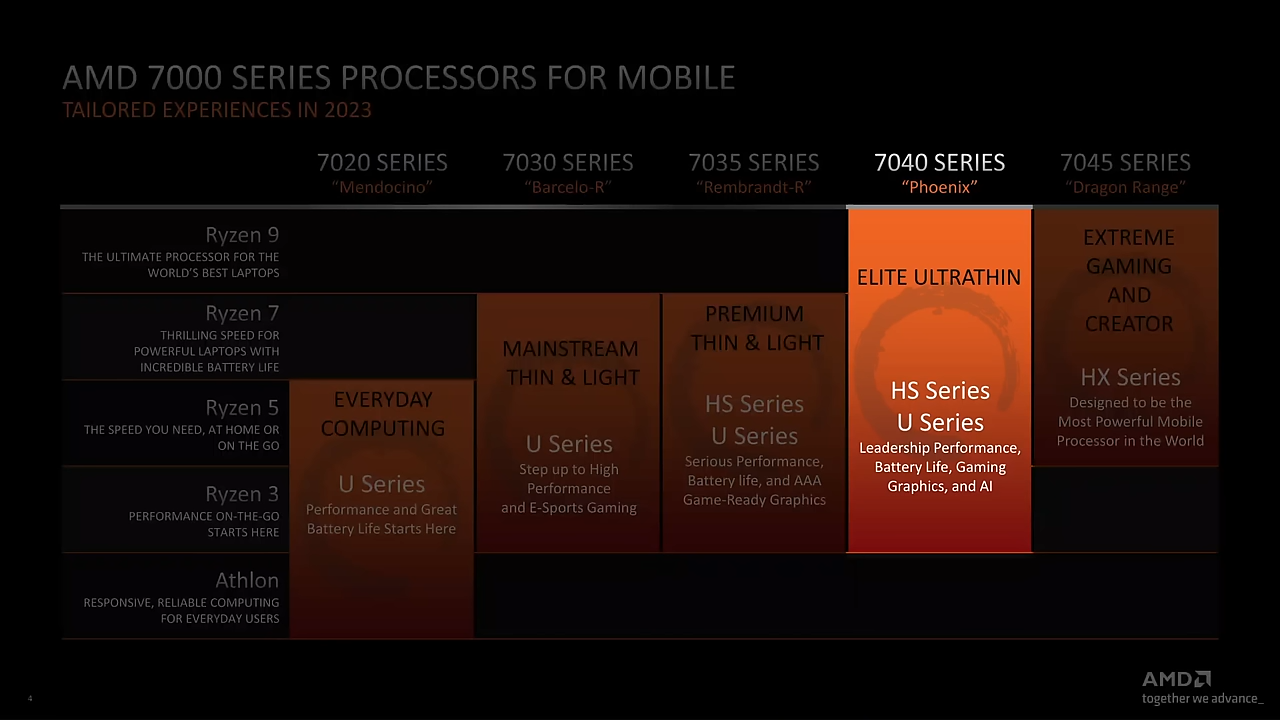 AMD 7000 SERIES PROCESSORS FOR MOBILE
TAILORED EXPERIENCES IN 2023
7020 SERIES
“Mendocino”
7030 SERIES
“Barcelo-R”
7035 SERIES
“Rembrandt-R”
7040 SERIES
“Phoenix”
7045 SERIES
“Dragon Range”
Ryzen 9
THE ULTIMATE PROCESSOR FOR THE
WORLD’S BEST LAPTOPS
Ryzen 7
THRILLING SPEED FOR
POWERFUL LAPTOPS WITH
INCREDIBLE BATTERY LIFE
Ryzen 5
THE SPEED YOU NEED, AT HOME OR
ON THE GO
Ryzen 3
PERFORMANCE ON-THE-GO
STARTS HERE
Athlon
RESPONSIVE, RELIABLE COMPUTING
FOR EVERYDAY USERS
EVERYDAY
COMPUTING
U Series
Performance and Great
Battery Life Starts Here
MAINSTREAM
THIN & LIGHT
U Series
Step up to High
Performance
and E-Sports Gaming
PREMIUM
THIN & LIGHT
HS Series
U Series
Serious Performance,
Battery life, and AAA
Game-Ready Graphics
ELITE ULTRATHIN
HS Series
U Series
Leadership Performance,
Battery Life, Gaming
Graphics, and AI
EXTREME
GAMING
AND
CREATOR
HX Series
Designed to be the
Most Powerful Mobile
Processor in the World
4
AMD
together we advance_